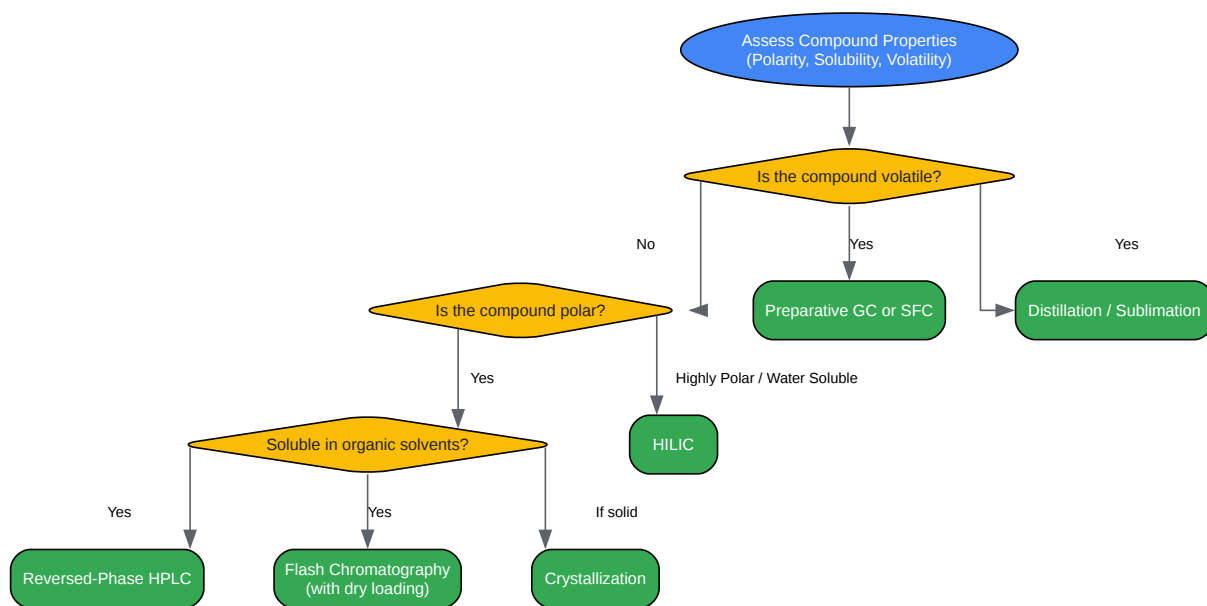 Assess Compound Properties
(Polarity, Solubility, Volatility)
Is the compound volatile?
No
Yes
Yes
Is the compound polar?
Preparative GC or SFC
Distillation / Sublimation
Yes
Highly Polar / Water Soluble
Soluble in organic solvents?
HILIC
Yes
Yes
If solid
Reversed-Phase HPLC
Flash Chromatography
(with dry loading)
Crystallization